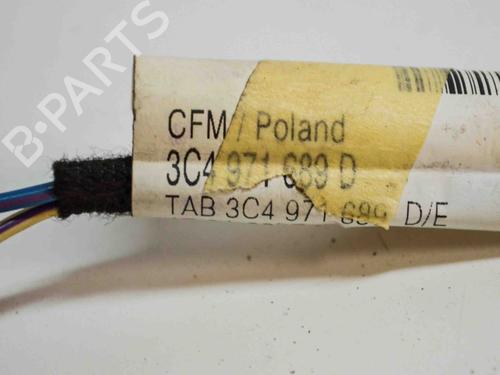 B-PARTS
CFM / Poland
3C4 971 689 D
TAB 3C4 971 689 D/E